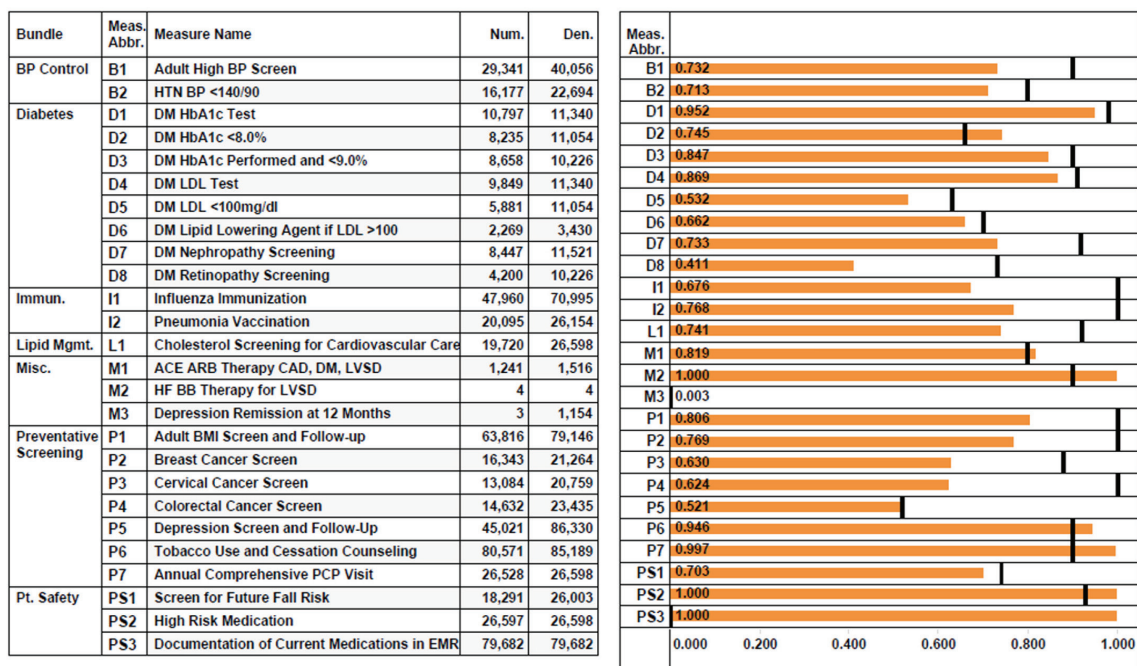 Bundle Meas. Abbr. Measure Name Num. Den.
BP Control B1 Adult High BP Screen 29,341 40,056
B2 HTN BP <140/90 16,177 22,694
Diabetes D1 DM HbA1c Test 10,797 11,340
D2 DM HbA1c <8.0% 8,235 11,054
D3 DM HbA1c Performed and <9.0% 8,658 10,226
D4 DM LDL Test 9,849 11,340
D5 DM LDL <100mg/dl 5,881 11,054
D6 DM Lipid Lowering Agent if LDL >100 2,269 3,430
D7 DM Nephropathy Screening 8,447 11,521
D8 DM Retinopathy Screening 4,200 10,226
Immun. I1 Influenza Immunization 47,960 70,995
I2 Pneumonia Vaccination 20,095 26,154
Lipid Mgmt. L1 Cholesterol Screening for Cardiovascular Care 19,720 26,598
Misc. M1 ACE ARB Therapy CAD, DM, LVSD 1,241 1,516
M2 HF BB Therapy for LVSD 4 4
M3 Depression Remission at 12 Months 3 1,154
Preventative Screening P1 Adult BMI Screen and Follow-up 63,816 79,146
P2 Breast Cancer Screen 16,343 21,264
P3 Cervical Cancer Screen 13,084 20,759
P4 Colorectal Cancer Screen 14,632 23,435
P5 Depression Screen and Follow-Up 45,021 86,330
P6 Tobacco Use and Cessation Counseling 80,571 85,189
P7 Annual Comprehensive PCP Visit 26,528 26,598
Pt. Safety PS1 Screen for Future Fall Risk 18,291 26,003
PS2 High Risk Medication 26,597 26,598
PS3 Documentation of Current Medications in EMR 79,682 79,682
Meas. Abbr.
B1 0.732
B2 0.713
D1 0.952
D2 0.745
D3 0.847
D4 0.869
D5 0.532
D6 0.662
D7 0.733
D8 0.411
I1 0.676
I2 0.768
L1 0.741
M1 0.819
M2 1.000
M3 0.003
P1 0.806
P2 0.769
P3 0.630
P4 0.624
P5 0.521
P6 0.946
P7 0.997
PS1 0.703
PS2 1.000
PS3 1.000
0.000 0.200 0.400 0.600 0.800 1.000